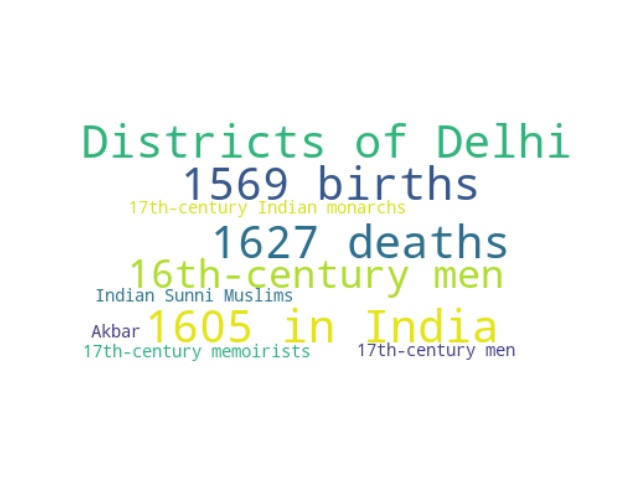 Districts of Delhi
1569 births
17th-century Indian monarchs
1627 deaths
16th-century men
Indian Sunni Muslims
1605 in India
Akbar
17th-century memoirists
17th-century men